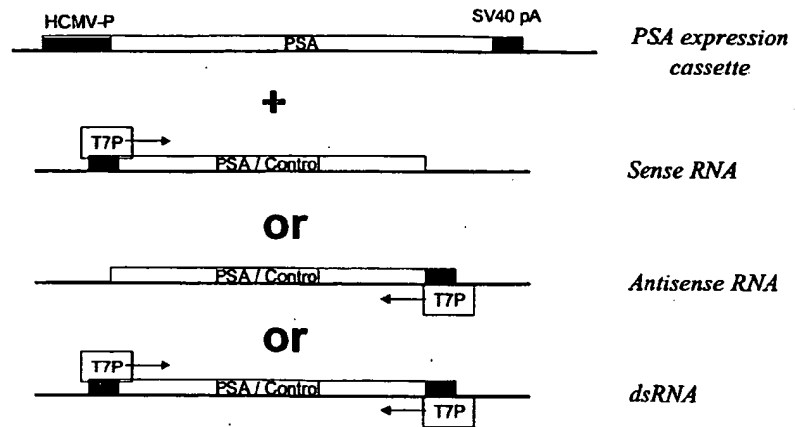 HCMV-P
SV40 pA
PSA
PSA expression
cassette
+
T7P
PSA / Control
Sense RNA
or
PSA / Control
T7P
Antisense RNA
or
T7P
PSA / Control
T7P
dsRNA